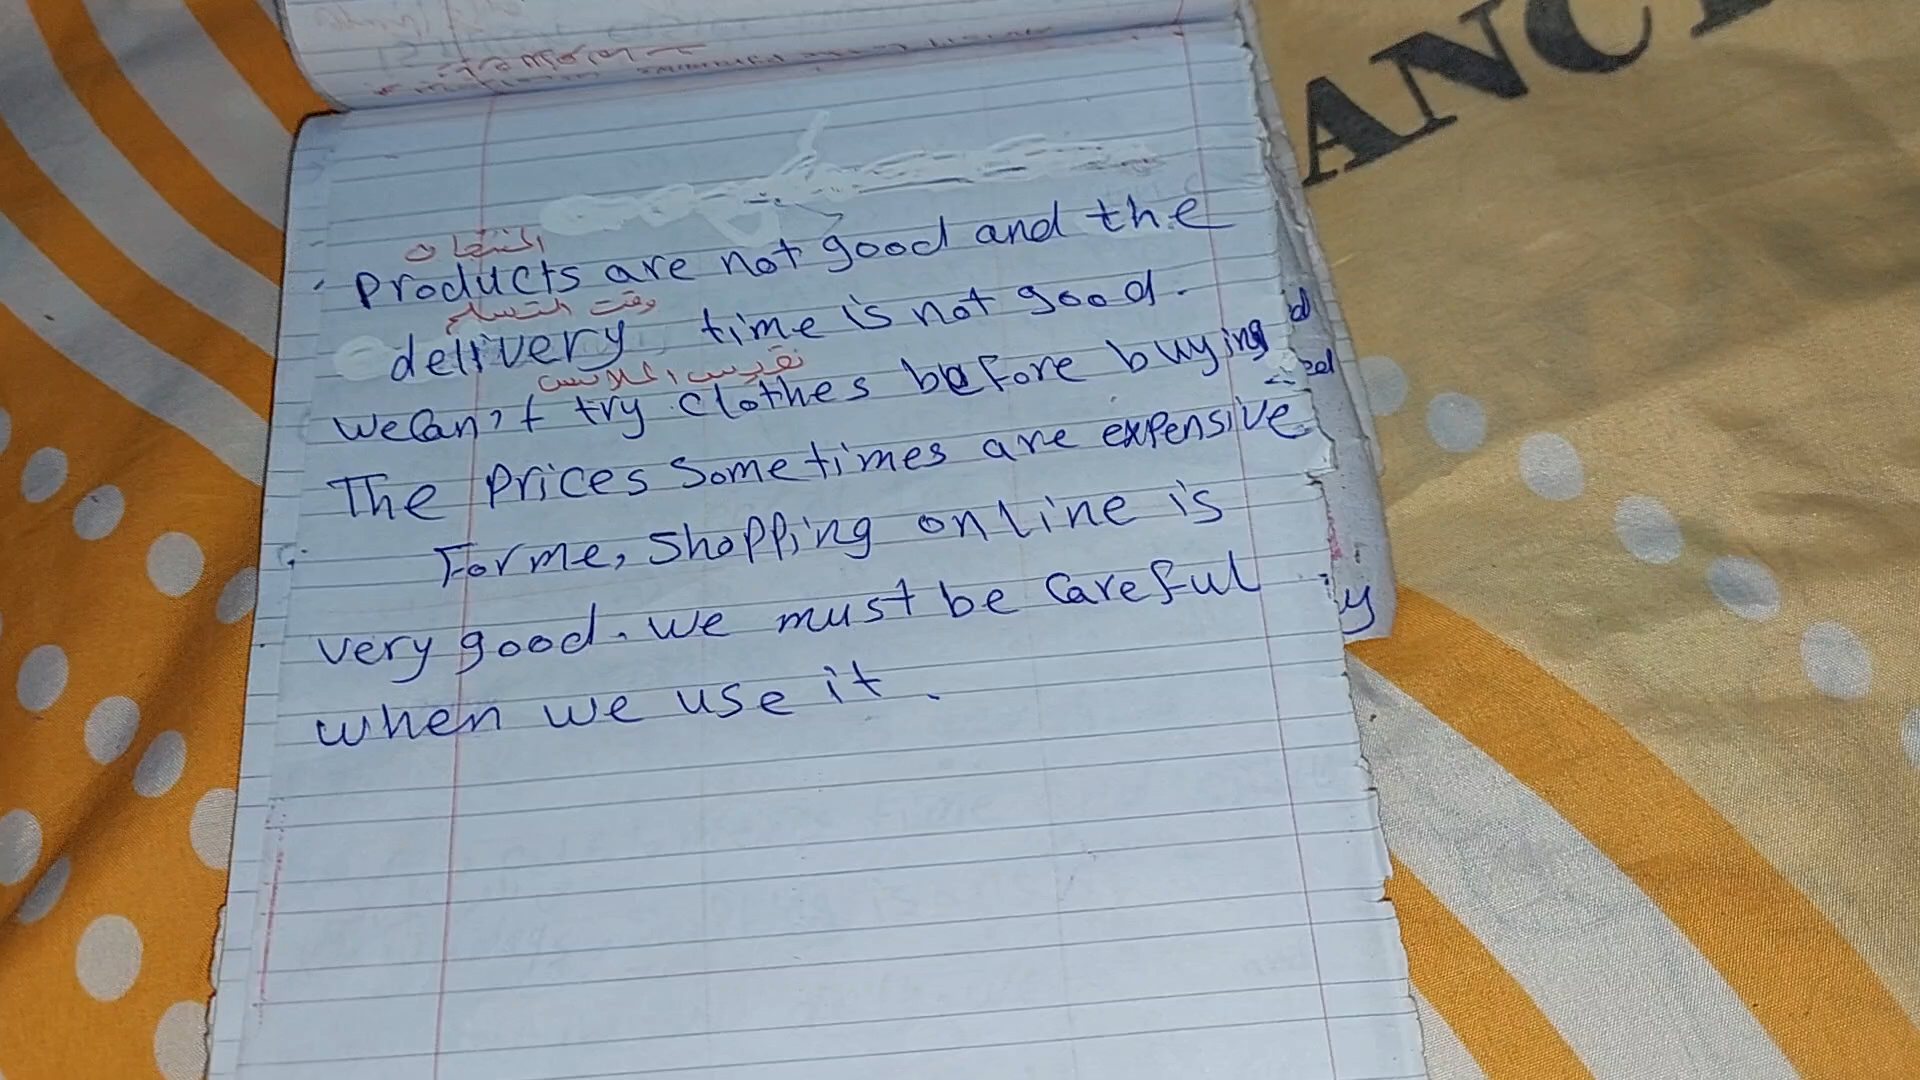 المنتجات
Products are not good and the
وقت التسليم
delivery time is not good.
نقيس الملابس
we Can't try clothes before buying
The Prices Sometimes are expensive
For me, Shopping online is
very good. we must be Careful
when we use it.
ANC
y